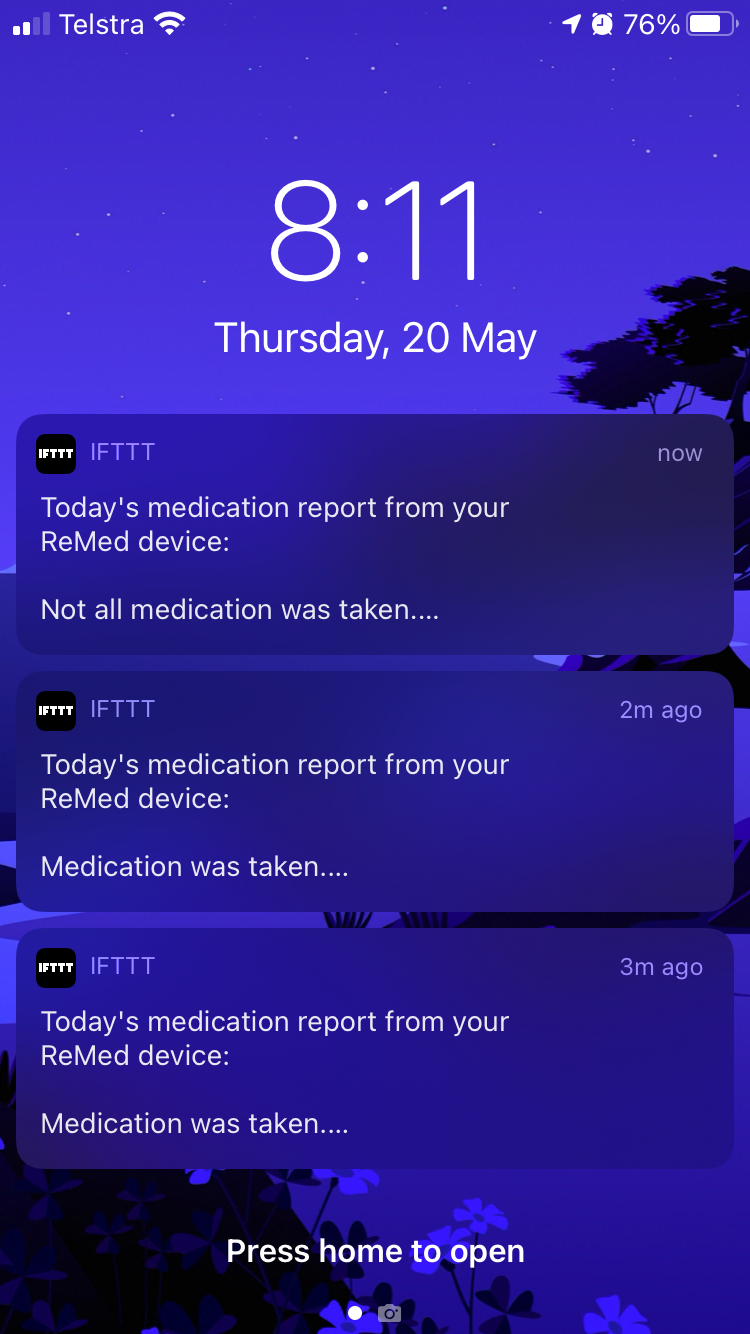 Telstra 76%
8:11
Thursday, 20 May
IFTTT IFTTT now
Today's medication report from your
ReMed device:
Not all medication was taken....
IFTTT IFTTT 2m ago
Today's medication report from your
ReMed device:
Medication was taken....
IFTTT IFTTT 3m ago
Today's medication report from your
ReMed device:
Medication was taken....
Press home to open